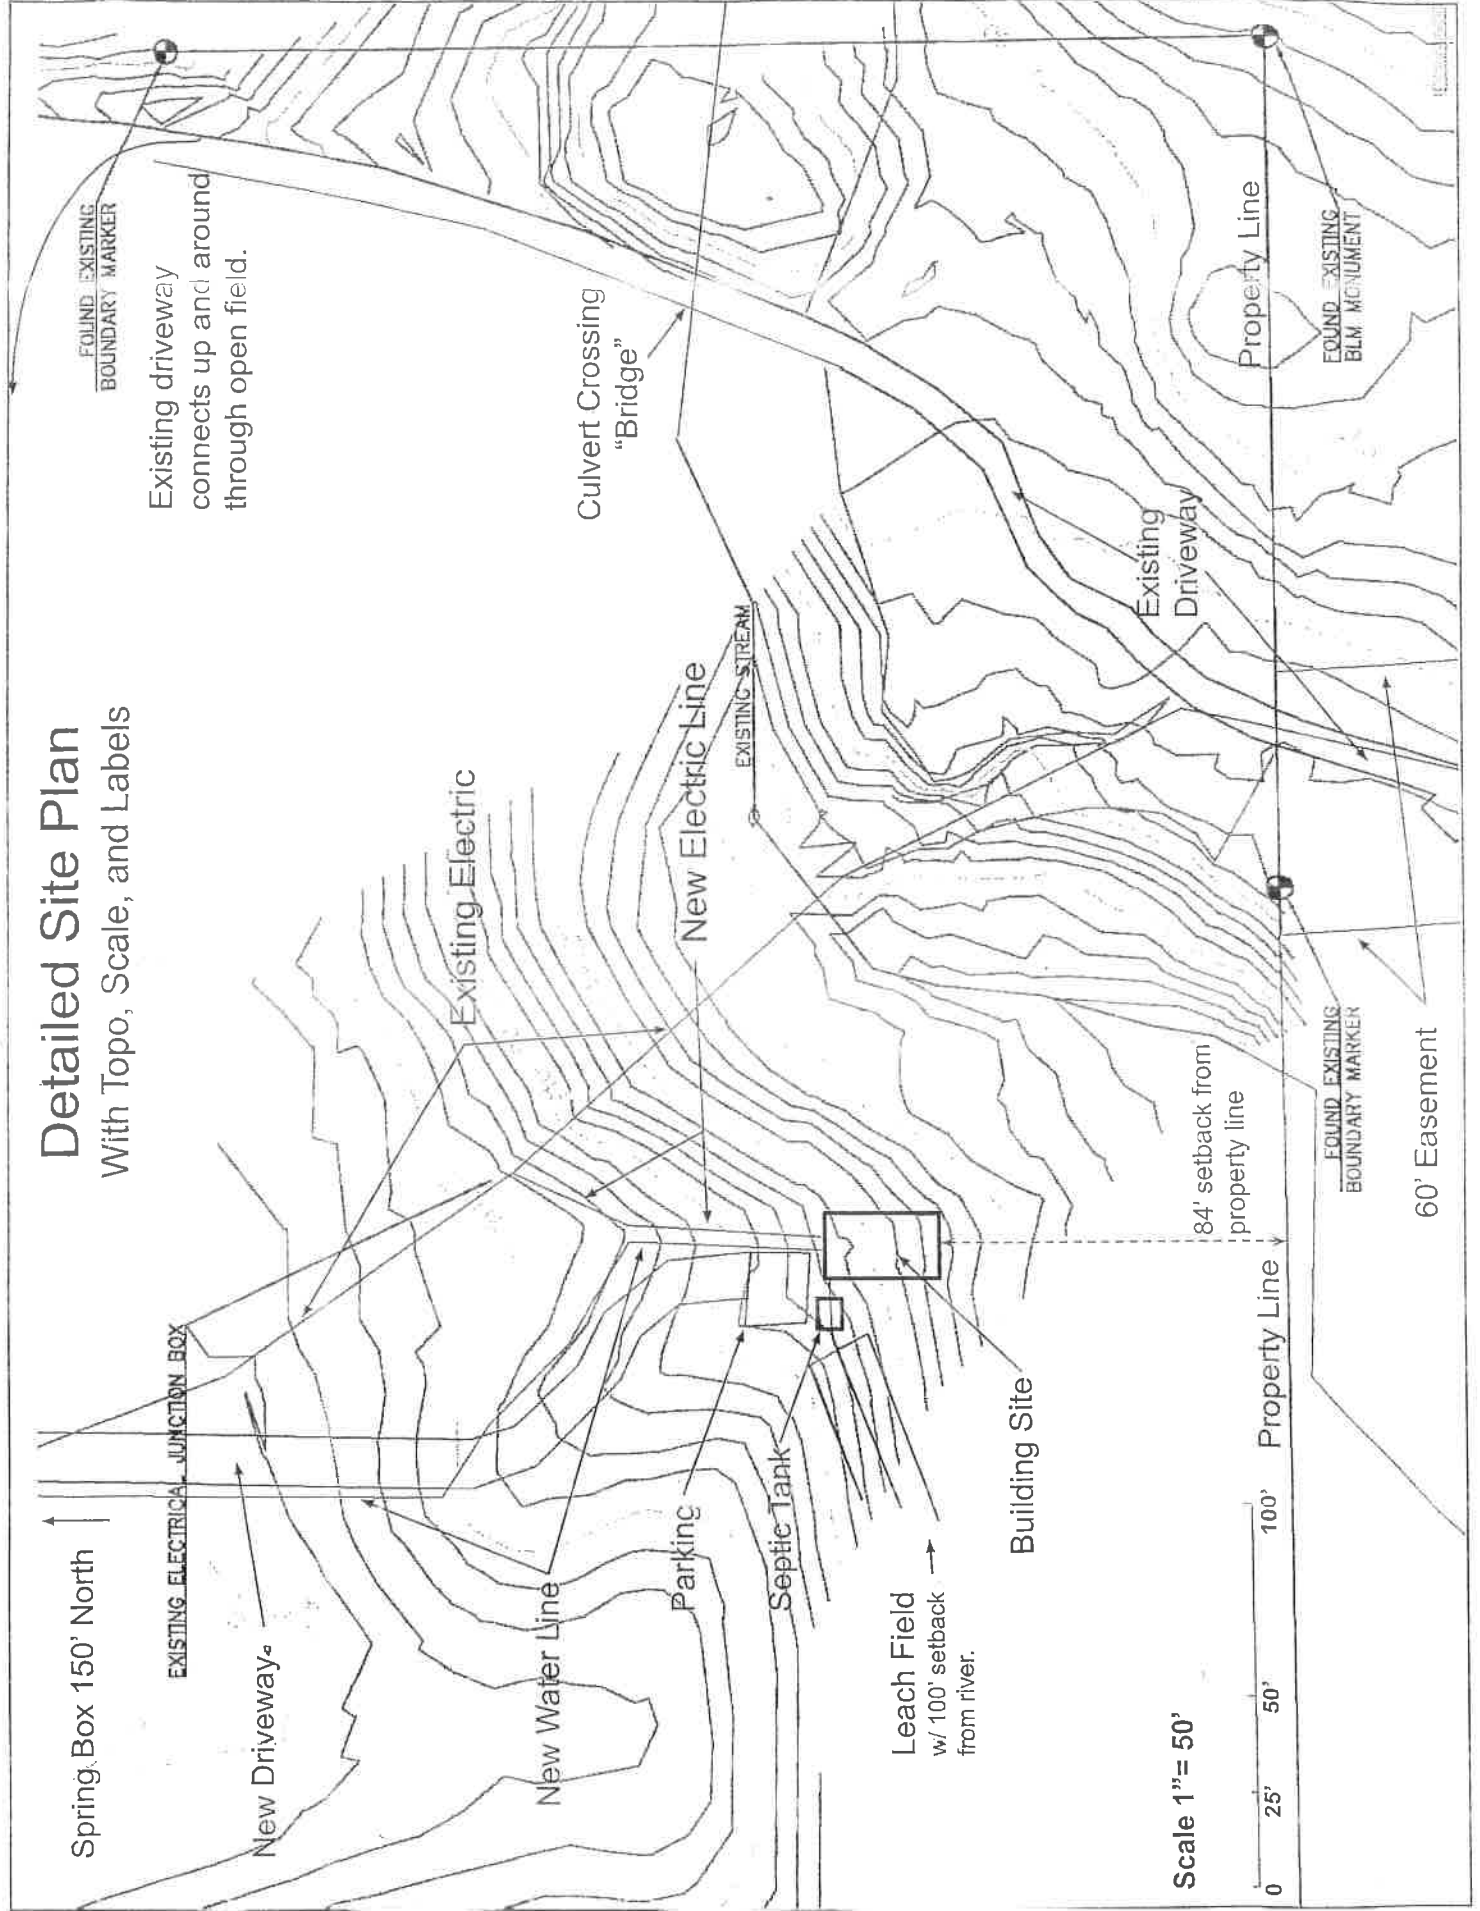 Detailed Site Plan
With Topo, Scale, and Labels
Spring Box 150' North
EXISTING ELECTRICAL JUNCTION BOX
New Driveway
New Water Line
Existing Electric
New Electric Line
EXISTING STREAM
Parking
Septic Tank
Leach Field
w/ 100' setback
from river.
Building Site
84' setback from
property line
Property Line
Scale 1"= 50'
0
25'
50'
100'
FOUND EXISTING
BOUNDARY MARKER
Existing driveway
connects up and around
through open field.
Culvert Crossing
"Bridge"
Existing
Driveway
Property Line
FOUND EXISTING
BLM MONUMENT
FOUND EXISTING
BOUNDARY MARKER
60' Easement